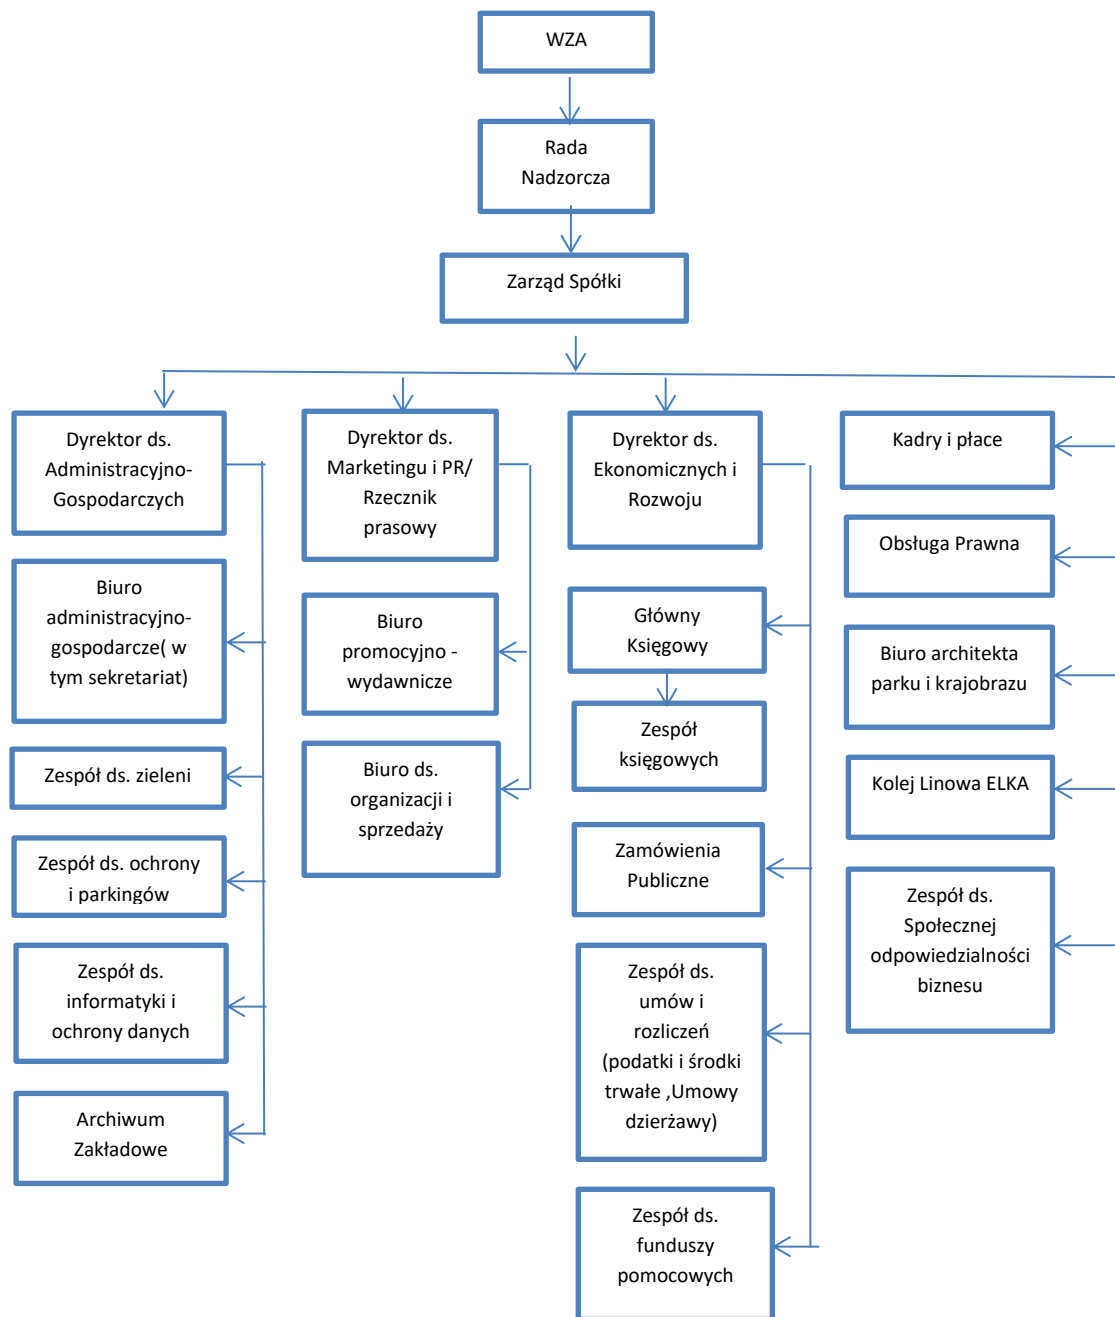 WZA
Rada
Nadzorcza
Zarząd Spółki
Dyrektor ds.
Administracyjno-
Gospodarczych
Biuro
administracyjno-
gospodarcze( w
tym sekretariat)
Zespół ds. zieleni
Zespół ds. ochrony
i parkingów
Zespół ds.
informatyki i
ochrony danych
Archiwum
Zakładowe
Dyrektor ds.
Marketingu i PR/
Rzecznik
prasowy
Biuro
promocyjno -
wydawnicze
Biuro ds.
organizacji i
sprzedaży
Dyrektor ds.
Ekonomicznych i
Rozwoju
Główny
Księgowy
Zespół
księgowych
Zamówienia
Publiczne
Zespół ds.
umów i
rozliczeń
(podatki i środki
trwałe ,Umowy
dzierżawy)
Zespół ds.
funduszy
pomocowych
Kadry i płace
Obsługa Prawna
Biuro architekta
parku i krajobrazu
Kolej Linowa ELKA
Zespół ds.
Społecznej
odpowiedzialności
biznesu